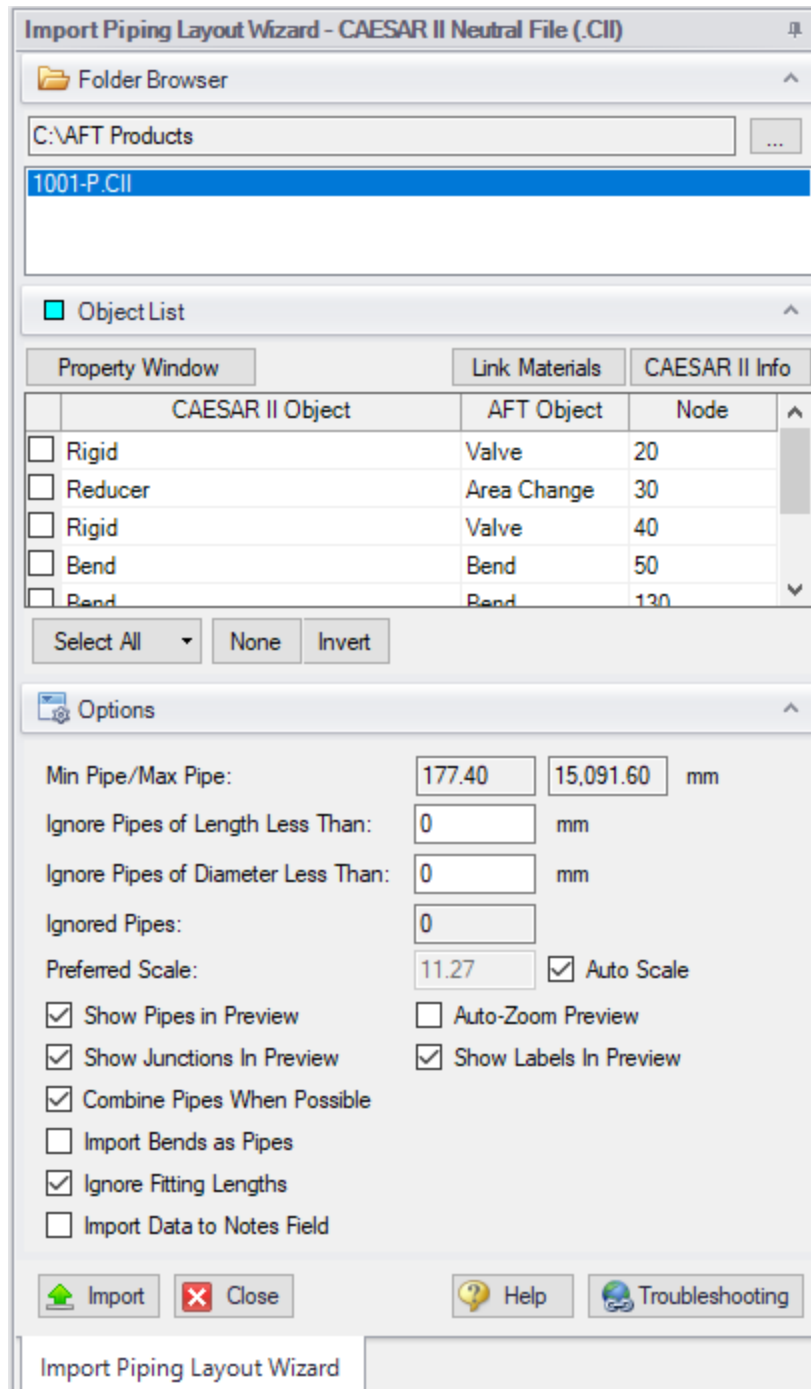 Import Piping Layout Wizard - CAESAR II Neutral File (.CII)
Folder Browser
C:\AFT Products ...
1001-P.CII
Object List
Property Window Link Materials CAESAR II Info
CAESAR II Object AFT Object Node
Rigid Valve 20
Reducer Area Change 30
Rigid Valve 40
Bend Bend 50
Bend Bend 130
Select All None Invert
Options
Min Pipe/Max Pipe: 177.40 15,091.60 mm
Ignore Pipes of Length Less Than: 0 mm
Ignore Pipes of Diameter Less Than: 0 mm
Ignored Pipes: 0
Preferred Scale: 11.27 Auto Scale
Show Pipes in Preview Auto-Zoom Preview
Show Junctions In Preview Show Labels In Preview
Combine Pipes When Possible
Import Bends as Pipes
Ignore Fitting Lengths
Import Data to Notes Field
Import Close Help Troubleshooting
Import Piping Layout Wizard